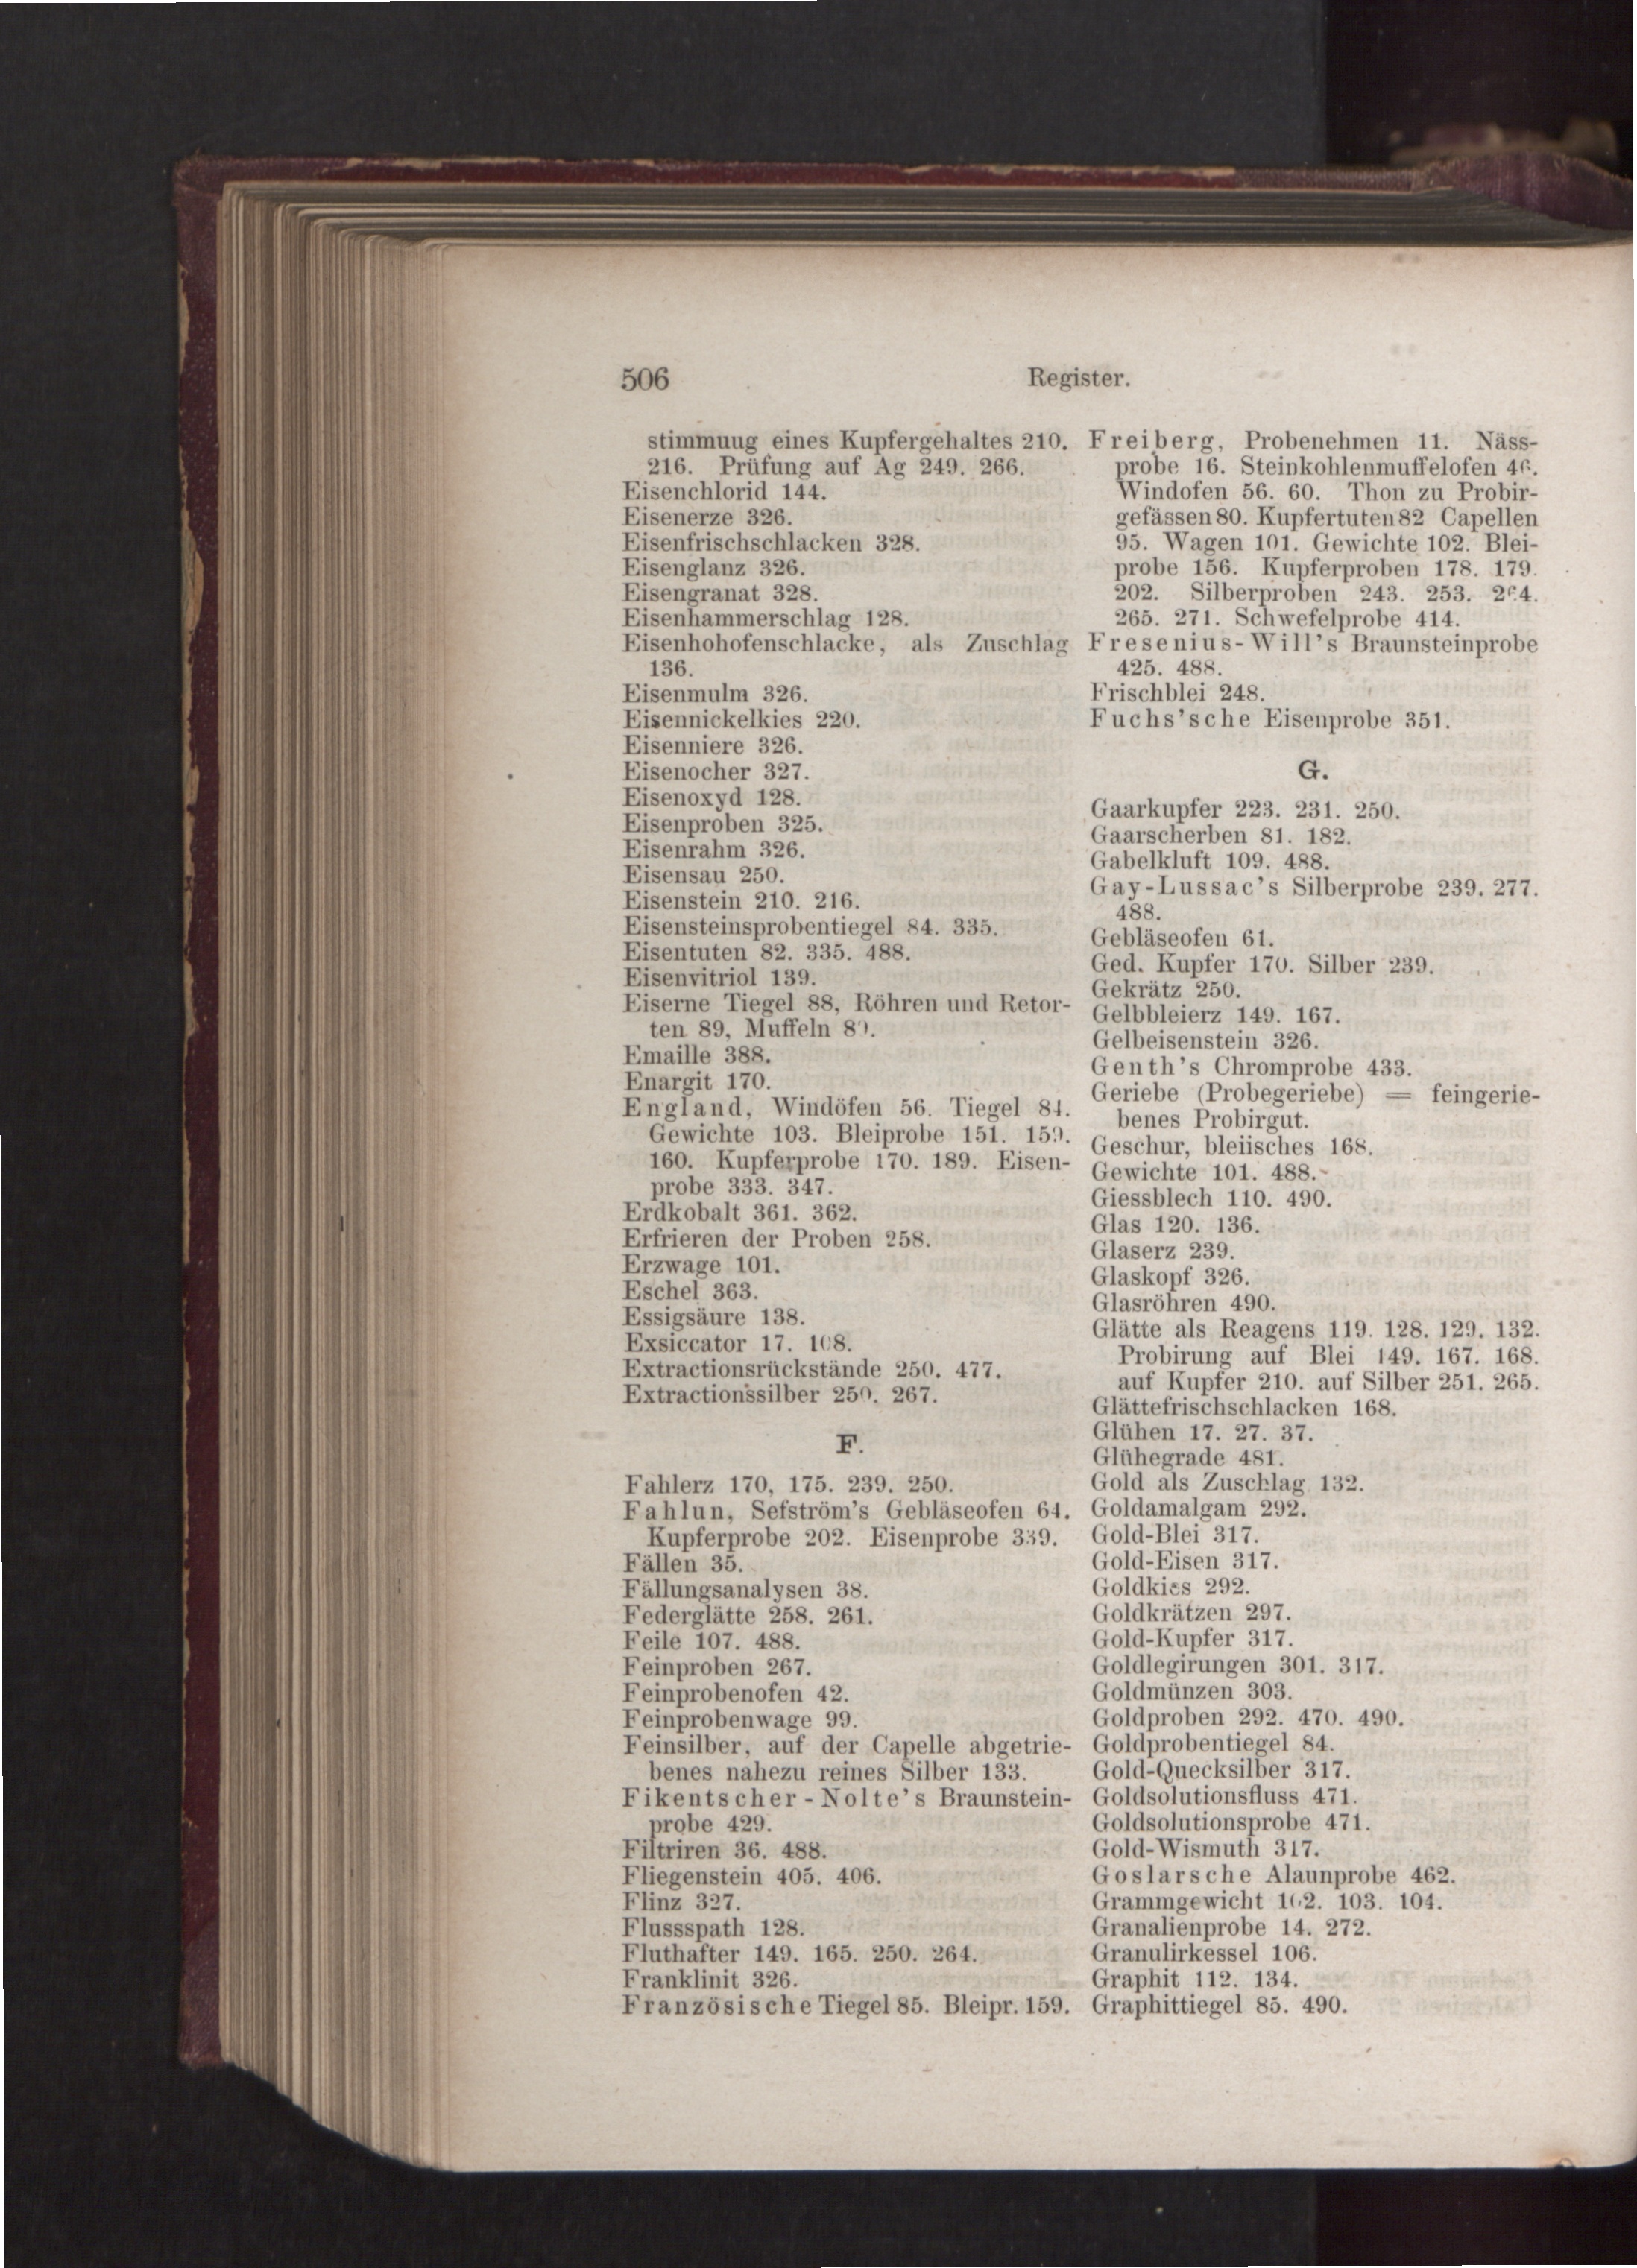 506
Register.
stimmuug eines Kupfergehaltes 210.
216. Prüfung auf Ag 249. 266.
Eisenchlorid 144.
Eisenerze 326.
Eisenfrischschlacken 328.
Eisenglanz 326.
Eisengranat 328.
Eisenhammerschlag 128.
Eisenhohofenschlacke, als Zuschlag
136.
Eisenmulm 326.
Eisennickelkies 220.
Eisenniere 326.
Eisenocher 327.
Eisenoxyd 128.
Eisenproben 325.
Eisenrahm 326.
Eisensau 250.
Eisenstein 210. 216.
Eisensteinsprobentiegel 84. 335.
Eisentuten 82. 335. 488.
Eisenvitriol 139.
Eiserne Tiegel 88, Röhren und Retor-
ten 89, Muffeln
Emaille 388.
Enargit 170.
England, Windöfen 56. Tiegel 84.
Gewichte 103. Bleiprobe 151. 159.
160. Kupferprobe 170. 189. Eisen-
probe 333. 347.
Erdkobalt 361. 362.
Erfrieren der Proben 258.
Erzwage 101.
Eschel 363.
Essigsäure 138.
Exsiccator 17. 108.
Extractionsrückstände 250. 477.
Extractionssilber 250. 267.
F.
Fahlerz 170, 175. 239. 250.
Fahlun, Sefström's Gebläseofen 64.
Kupferprobe 202. Eisenprobe 339.
Fällen 35.
Fällungsanalysen 38.
Federglätte 258. 261.
Feile 107. 488.
Feinproben 267.
Feinprobenofen 42.
Feinprobenwage 99.
Feinsilber, auf der Capelle abgetrie-
benes nahezu reines Silber 133.
Fikentscher-Nolte's Braunstein-
probe 429.
Filtriren 36. 488.
Fliegenstein 405. 406.
Flinz 327.
Flussspath 128.
Fluthafter 149. 165. 250. 264.
Franklinit 326.
Französische Tiegel 85. Bleipr. 159.
Freiberg, Probenehmen 11. Näss-
probe 16. Steinkohlenmuffelofen 46.
Windofen 56. 60. Thon zu Probir-
gefässen 80. Kupfertuten 82 Capellen
95. Wagen 101. Gewichte 102. Blei-
probe 156. Kupferproben 178. 179.
202. Silberproben 243. 253. 264.
265. 271. Schwefelprobe 414.
Fresenius-Will's Braunsteinprobe
425. 488.
Frischblei 248.
Fuchs'sche Eisenprobe 351.
G.
Gaarkupfer 223. 231. 250.
Gaarscherben 81. 182.
Gabelkluft 109. 488.
Gay-Lussac's Silberprobe 239. 277.
488.
Gebläseofen 61.
Ged. Kupfer 170. Silber 239.
Gekrätz 250.
Gelbbleierz 149. 167.
Gelbeisenstein 326.
Genth's Chromprobe 433.
Geriebe (Probegeriebe) = feingerie-
benes Probirgut.
Geschur, bleiisches 168.
Gewichte 101. 488.
Giessblech 110. 490.
Glas 120. 136.
Glaserz 239.
Glaskopf 326.
Glasröhren 490.
Glätte als Reagens 119. 128. 129. 132.
Probirung auf Blei 149. 167. 168.
auf Kupfer 210. auf Silber 251. 265.
Glättefrischschlacken 168.
Glühen 17. 27. 37.
Glühegrade 481.
Gold als Zuschlag 132.
Goldamalgam 292.
Gold-Blei 317.
Gold-Eisen 317.
Goldkies 292.
Goldkrätzen 297.
Gold-Kupfer 317.
Goldlegirungen 301. 317.
Goldmünzen 303.
Goldproben 292. 470. 490.
Goldprobentiegel 84.
Gold-Quecksilber 317.
Goldsolutionsfluss 471.
Goldsolutionsprobe 471.
Gold-Wismuth 317.
Goslarsche Alaunprobe 462.
Grammgewicht 102. 103. 104.
Granalienprobe 14. 272.
Granulirkessel 106.
Graphit 112. 134.
Graphittiegel 85. 490.